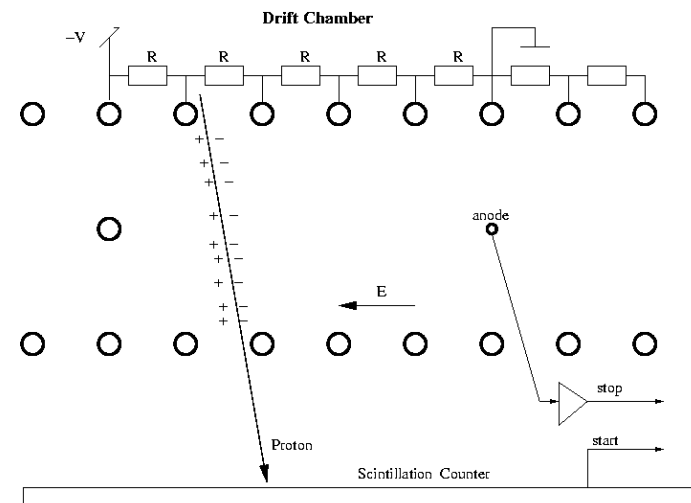 Drift Chamber
–V
R R R R R
+ –
+ –
+ –
+ –
+ –
+ –
+ –
+ –
+ –
anode
E
stop
start
Proton
Scintillation Counter